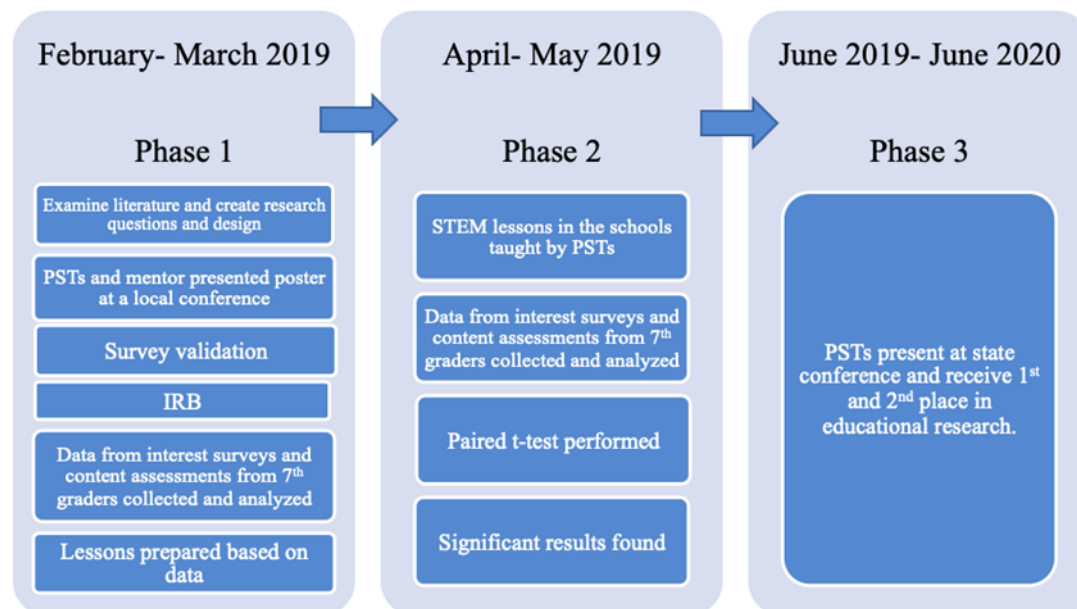 February- March 2019
Phase 1
Examine literature and create research
questions and design
PSTs and mentor presented poster
at a local conference
Survey validation
IRB
Data from interest surveys and
content assessments from 7th
graders collected and analyzed
Lessons prepared based on
data
April- May 2019
Phase 2
STEM lessons in the schools
taught by PSTs
Data from interest surveys and
content assessments from 7th
graders collected and analyzed
Paired t-test performed
Significant results found
June 2019- June 2020
Phase 3
PSTs present at state
conference and receive 1st
and 2nd place in
educational research.